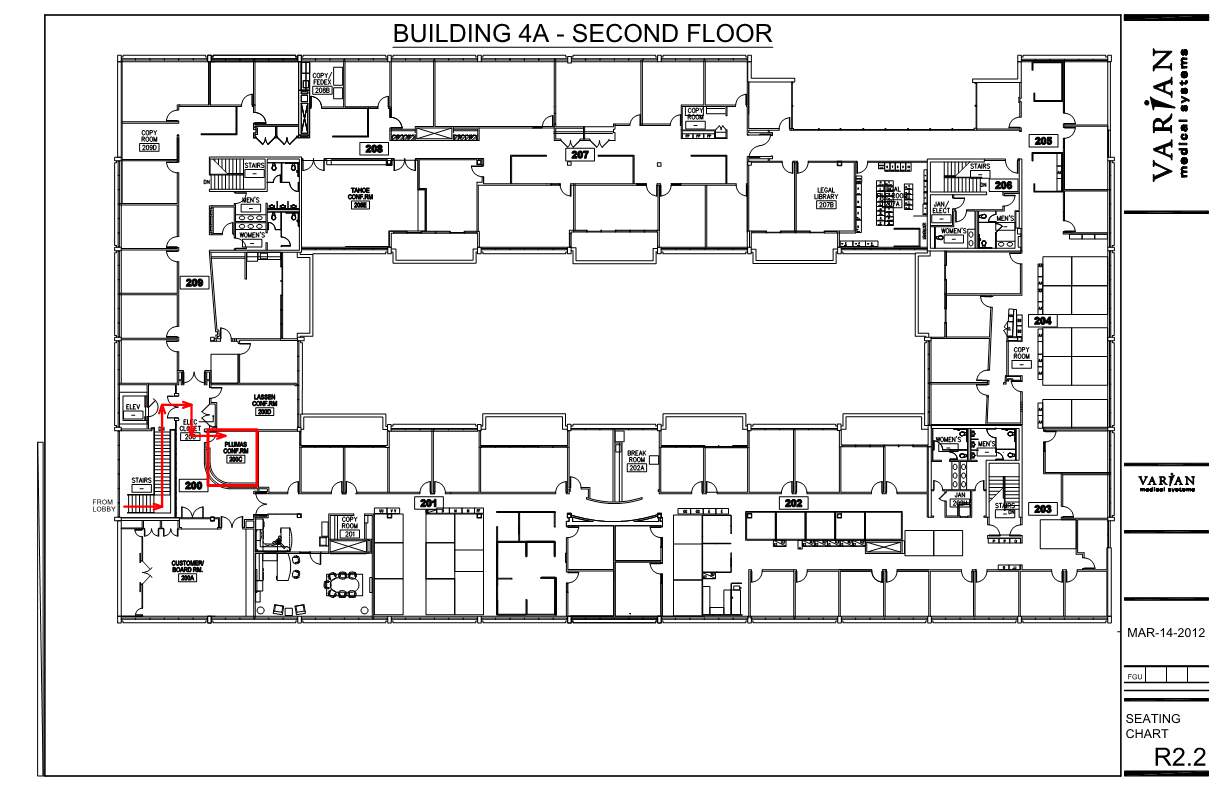 BUILDING 4A - SECOND FLOOR
VARIAN
medical systems
COPY/
FEDEX
208B
COPY
ROOM
COPY
ROOM
209D
205
208
207
STAIRS
DN
STAIRS
DN
206
TAHOE
CONF.RM
LEGAL
LIBRARY
207B
JAN/
ELECT
MEN'S
WOMEN'S
MEN'S
WOMEN'S
209
204
COPY
ROOM
LASSEN
CONF.RM
200D
ELEV
ELEC
CLOSET
PLUMAS
CONF.RM
200C
BREAK
ROOM
202A
WOMEN'S
MEN'S
STAIRS
200
FROM
LOBBY
201
202
JAN
STAIRS
DN
203
COPY
ROOM
201
CUSTOMER/
BOARD RM.
200A
VARIAN
medical systems
MAR-14-2012
FGU
SEATING
CHART
R2.2